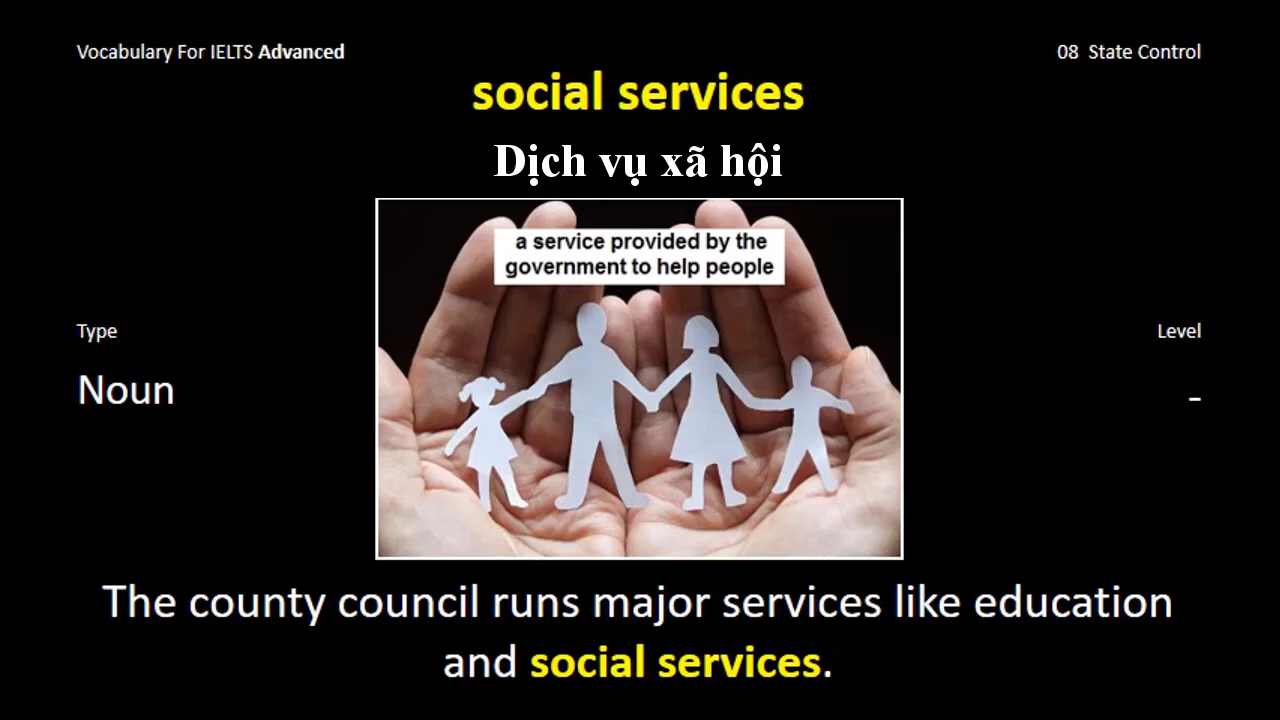 Vocabulary For IELTS Advanced
08 State Control
social services
Dịch vụ xã hội
a service provided by the
government to help people
Type
Level
Noun
-
The county council runs major services like education
and social services.